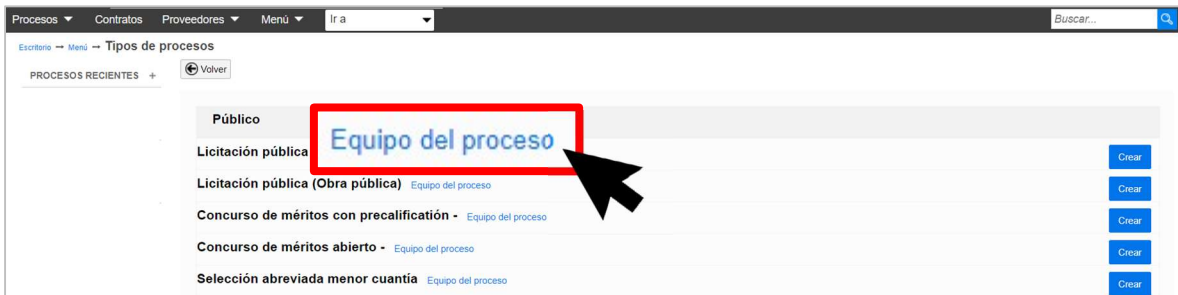 Procesos Contratos Proveedores Menú Ir a Buscar...
Escritorio → Menú → Tipos de procesos
PROCESOS RECIENTES + Volver
Público
Equipo del proceso
Licitación pública Crear
Licitación pública (Obra pública) Equipo del proceso Crear
Concurso de méritos con precalificatión - Equipo del proceso Crear
Concurso de méritos abierto - Equipo del proceso Crear
Selección abreviada menor cuantía Equipo del proceso Crear